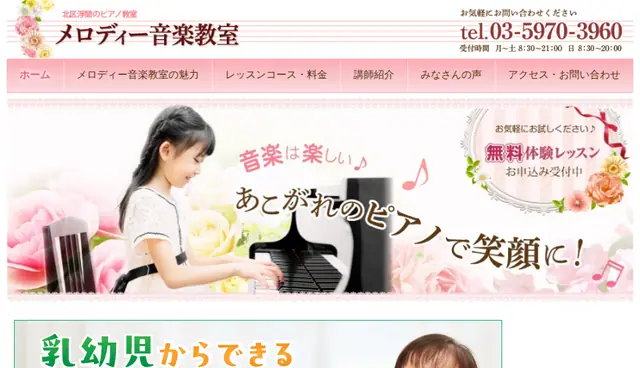 北区浮間のピアノ教室
メロディー音楽教室
お気軽にお問い合わせください
tel.03-5970-3960
受付時間 月～土 8:30～21:00 日 8:30～20:00
ホーム メロディー音楽教室の魅力 レッスンコース・料金 講師紹介 みなさんの声 アクセス・お問い合わせ
お気軽にお試しください♪
無料体験レッスン
お申込み受付中
音楽は楽しい♪
あこがれのピアノで笑顔に!
乳幼児からできる